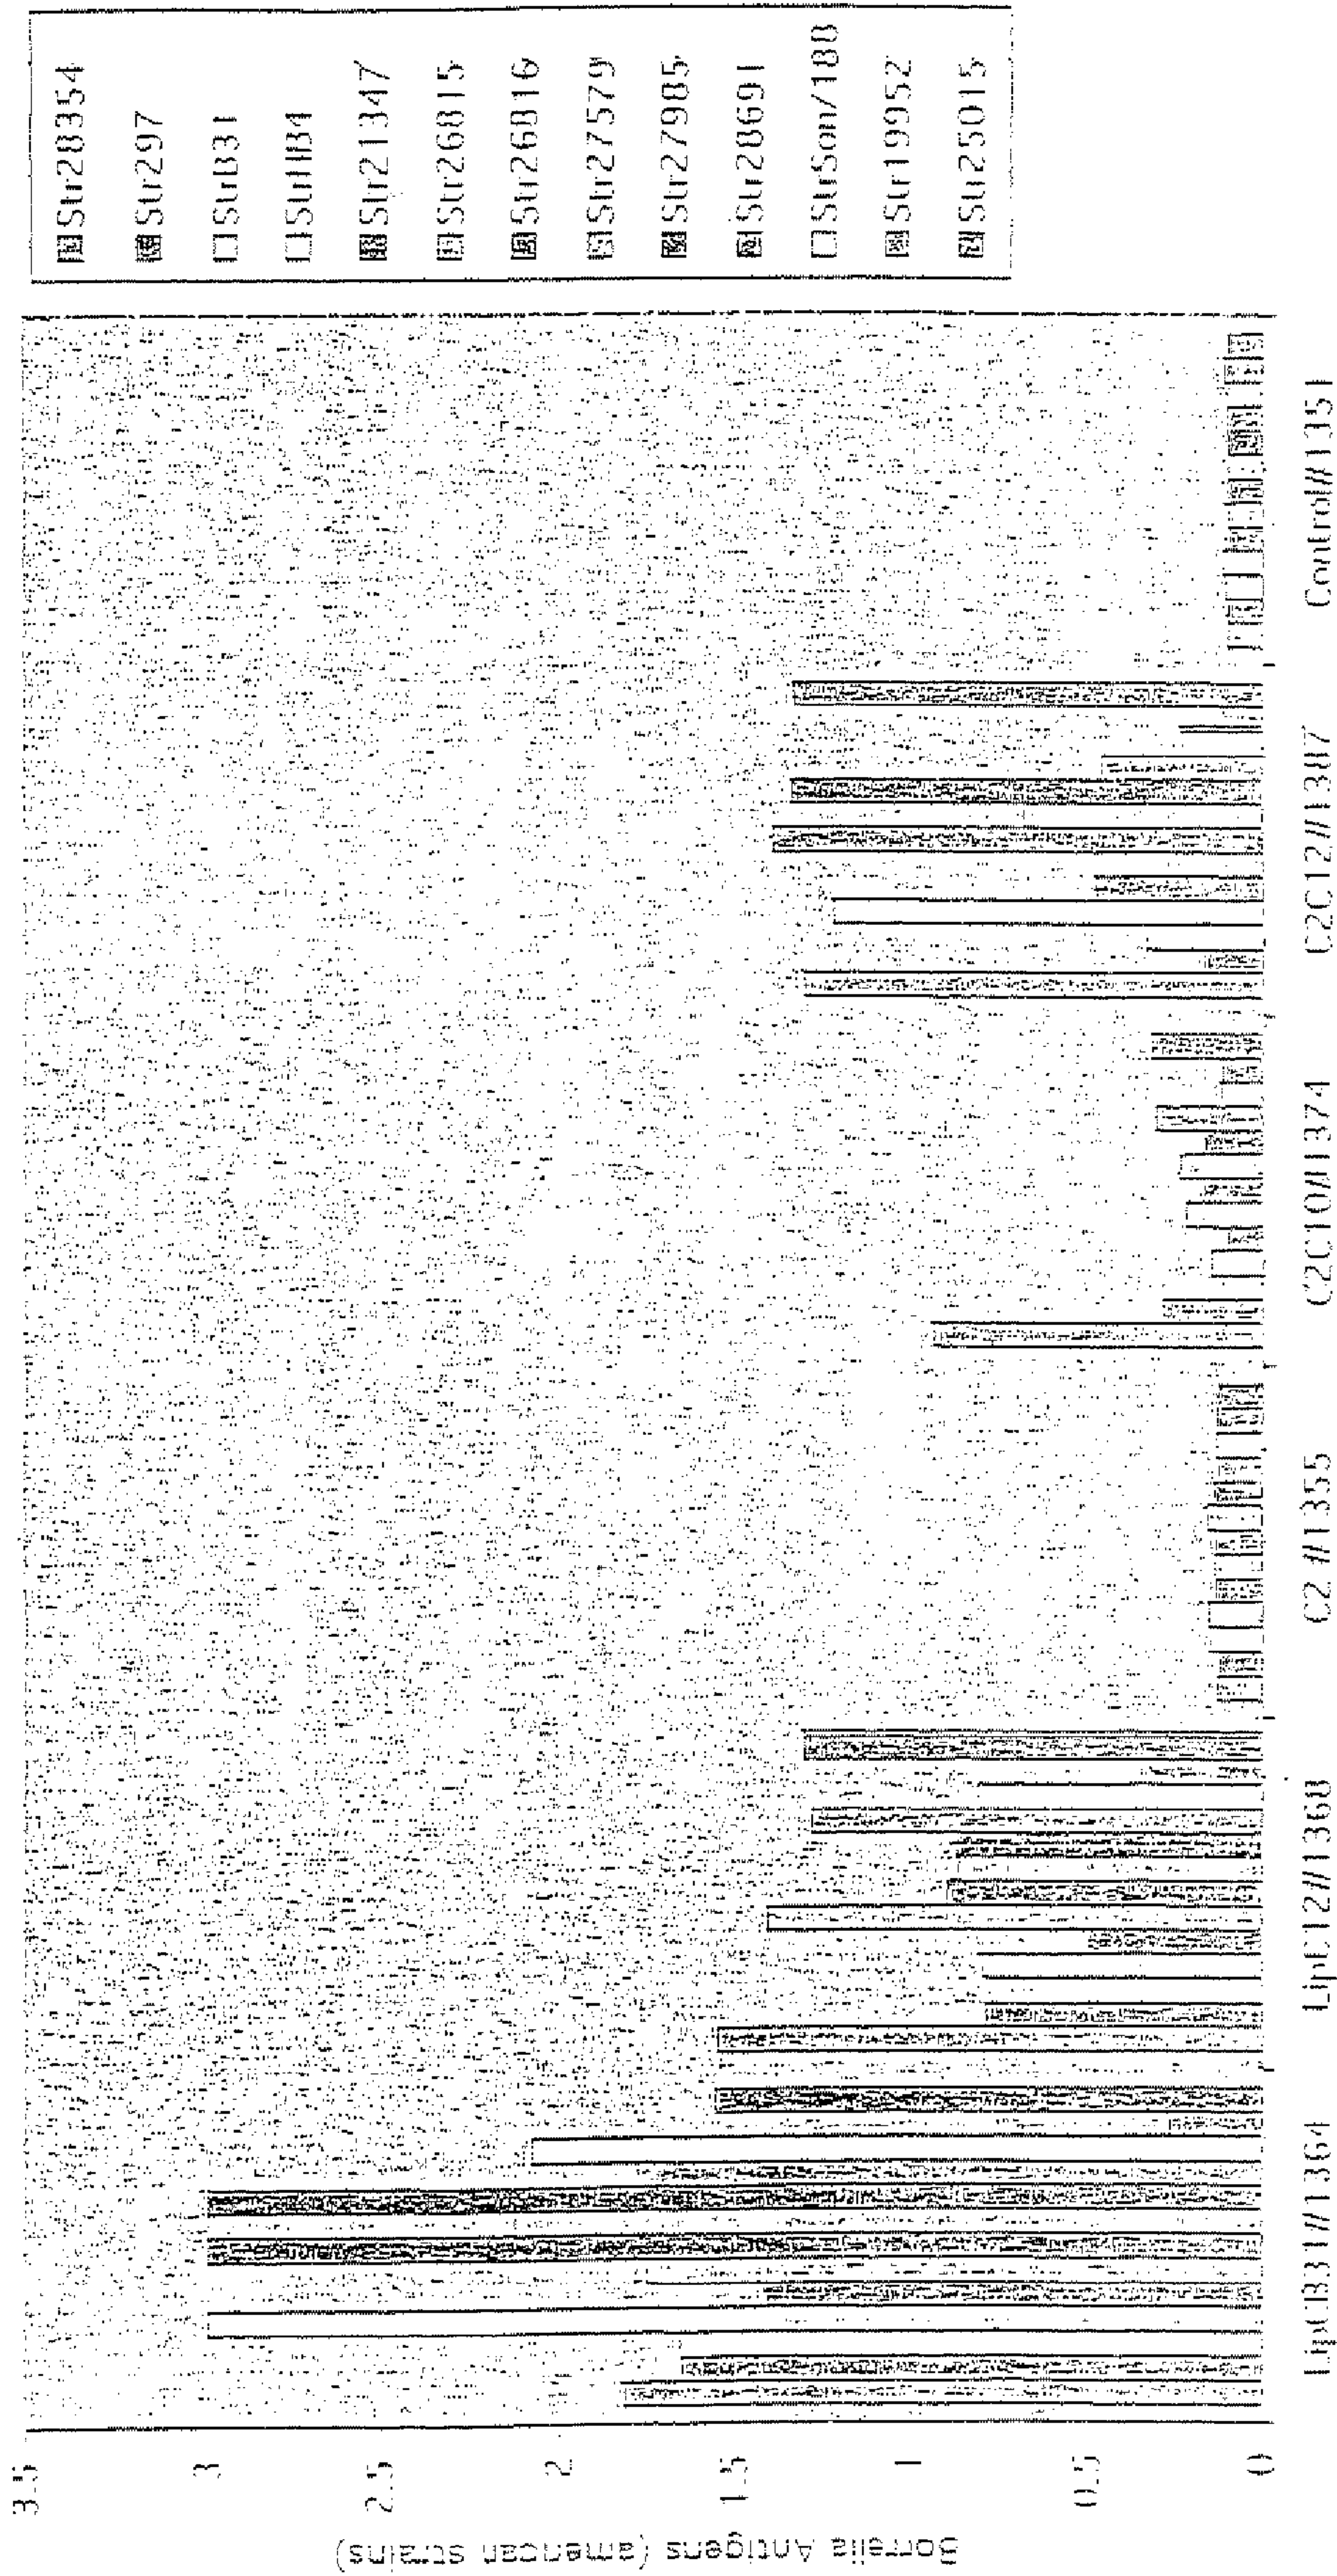 Borrelia Antigens (american strains)
3.5
3
2.5
2
1.5
1
0.5
0
LipCB31#1364
LipC12#1360
C2 #1355
C2C10#1374
C2C12#1387
Control#1351
Str28354
Str297
StrB31
StrHB4
Str21347
Str26815
Str26816
Str27579
Str27985
Str28691
StrSon/188
Str19952
Str25015